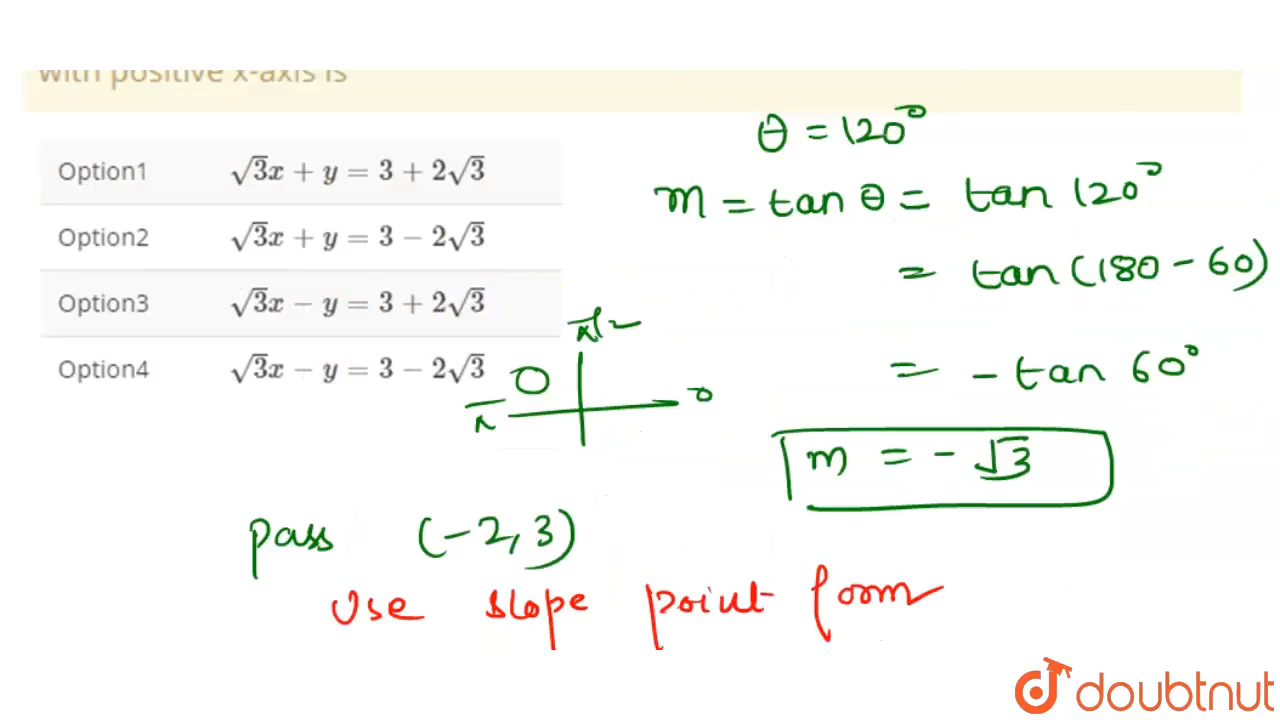 with positive x-axis is
Option1 √3x + y = 3 + 2√3
Option2 √3x + y = 3 − 2√3
Option3 √3x − y = 3 + 2√3
Option4 √3x − y = 3 − 2√3
θ = 120°
m = tan θ = tan 120°
= tan(180 - 60)
= - tan 60°
m = - √3
π/2
π
0
pass (-2, 3)
Use slope point form
doubtnut